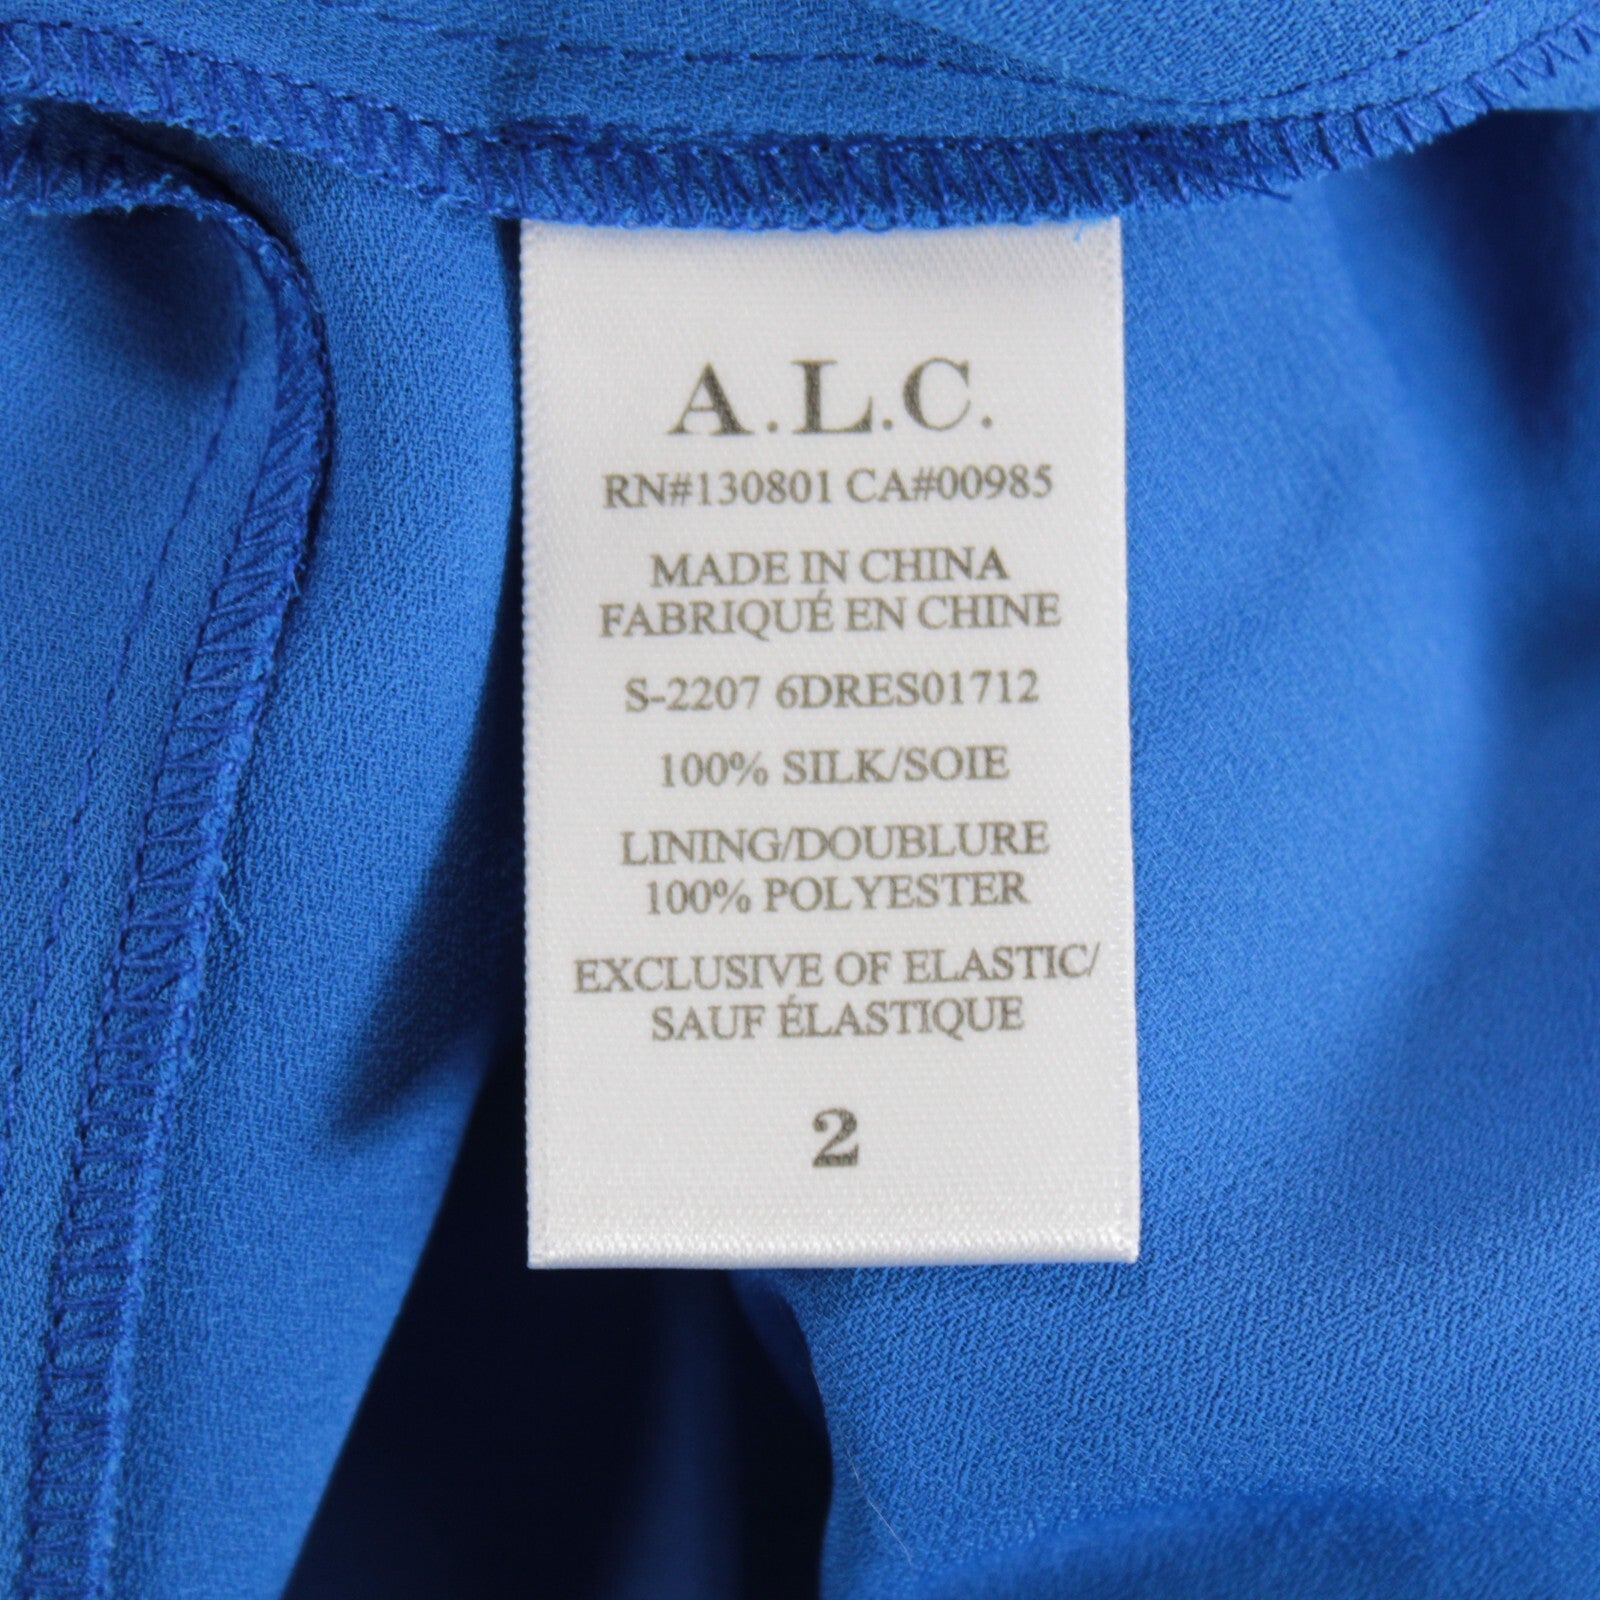 A.L.C.
RN#130801 CA#00985
MADE IN CHINA
FABRIQUÉ EN CHINE
S-2207 6DRES01712
100% SILK/SOIE
LINING/DOUBLURE
100% POLYESTER
EXCLUSIVE OF ELASTIC/
SAUF ÉLASTIQUE
2